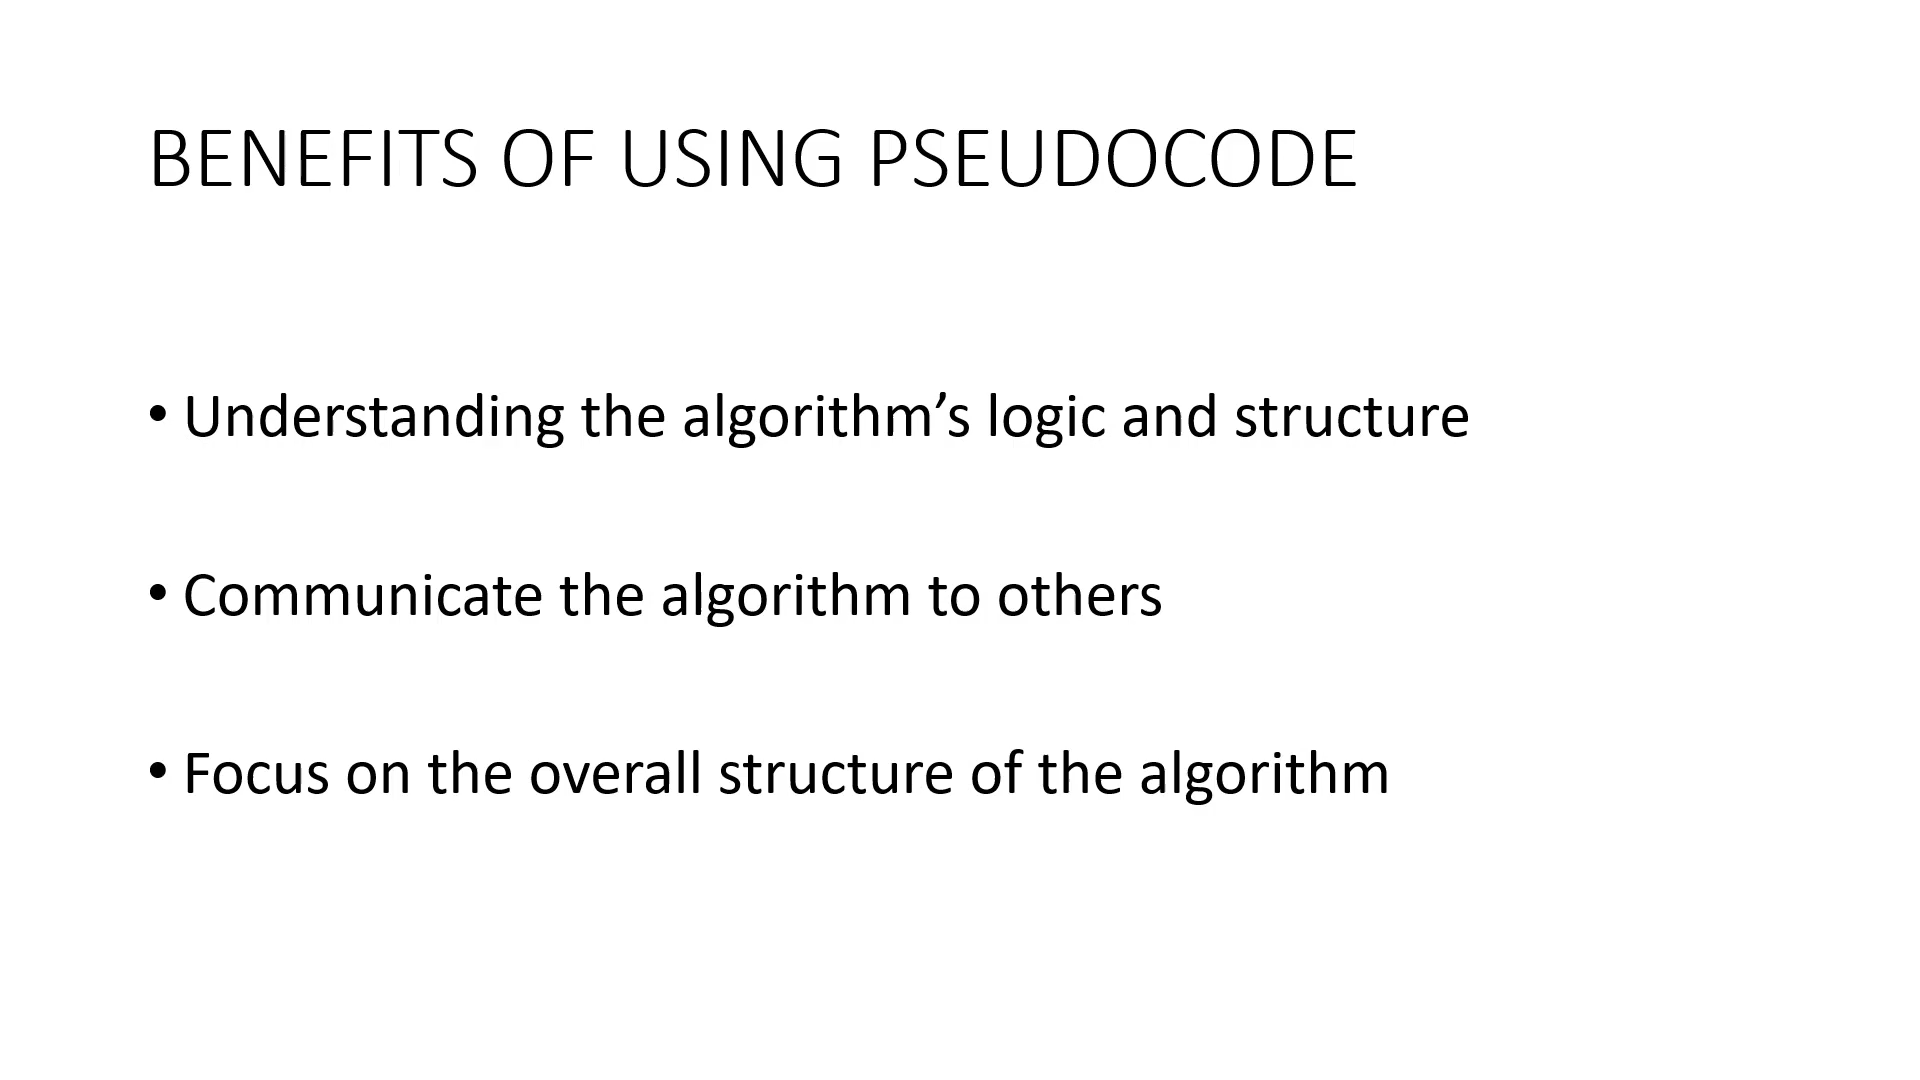 BENEFITS OF USING PSEUDOCODE
• Understanding the algorithm’s logic and structure
• Communicate the algorithm to others
• Focus on the overall structure of the algorithm